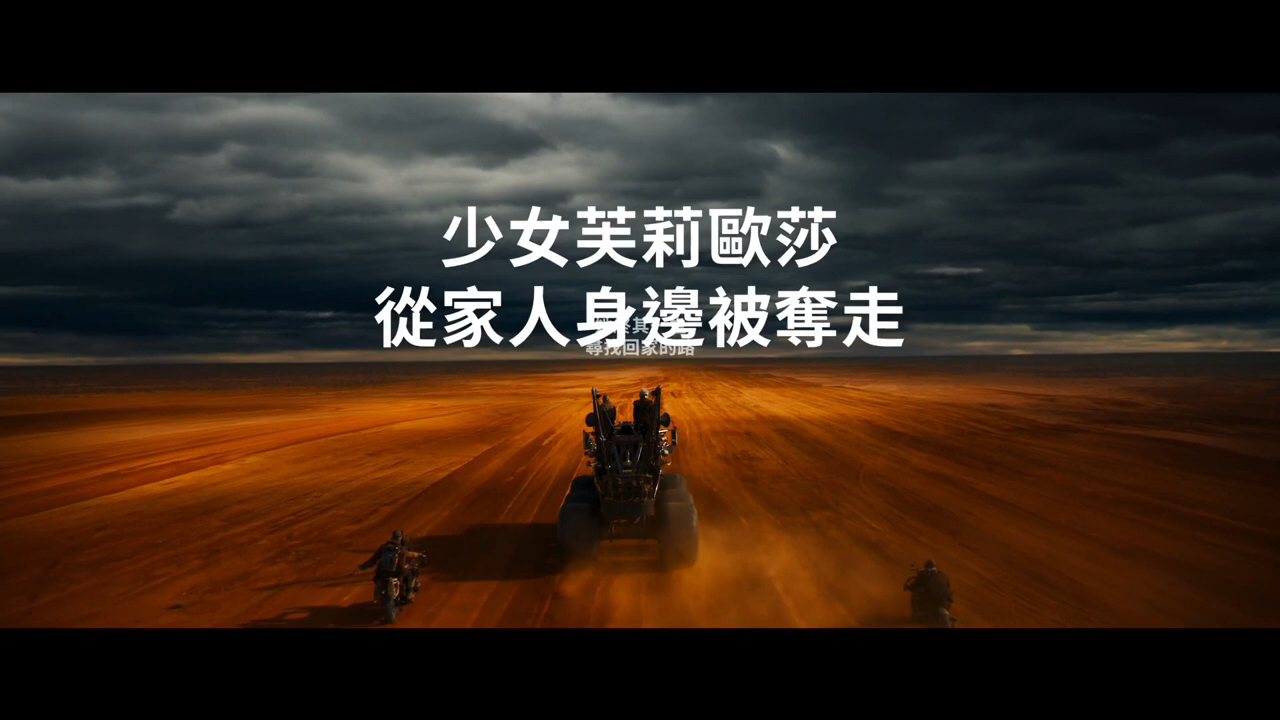 少女芙莉歐莎
從家人身邊被奪走
尋找回家的路